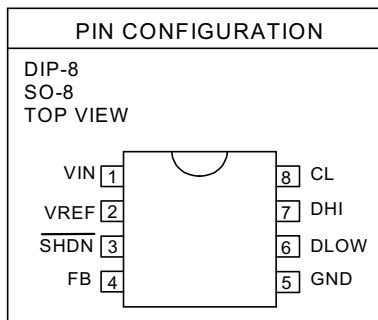 PIN CONFIGURATION
DIP-8
SO-8
TOP VIEW
VIN 1 8 CL
VREF 2 7 DHI
SHDN 3 6 DLOW
FB 4 5 GND